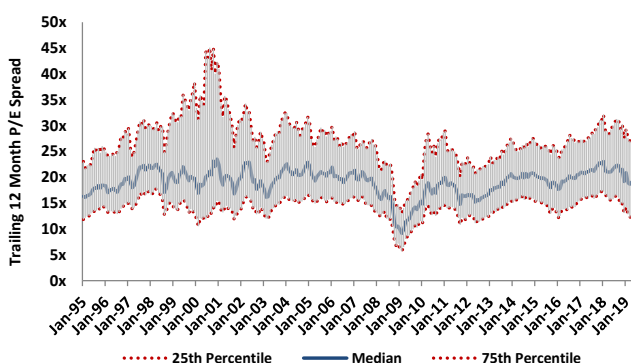 Trailing 12 Month P/E Spread
50x
45x
40x
35x
30x
25x
20x
15x
10x
5x
0x
Jan-95
Jan-96
Jan-97
Jan-98
Jan-99
Jan-00
Jan-01
Jan-02
Jan-03
Jan-04
Jan-05
Jan-06
Jan-07
Jan-08
Jan-09
Jan-10
Jan-11
Jan-12
Jan-13
Jan-14
Jan-15
Jan-16
Jan-17
Jan-18
Jan-19
25th Percentile
Median
75th Percentile